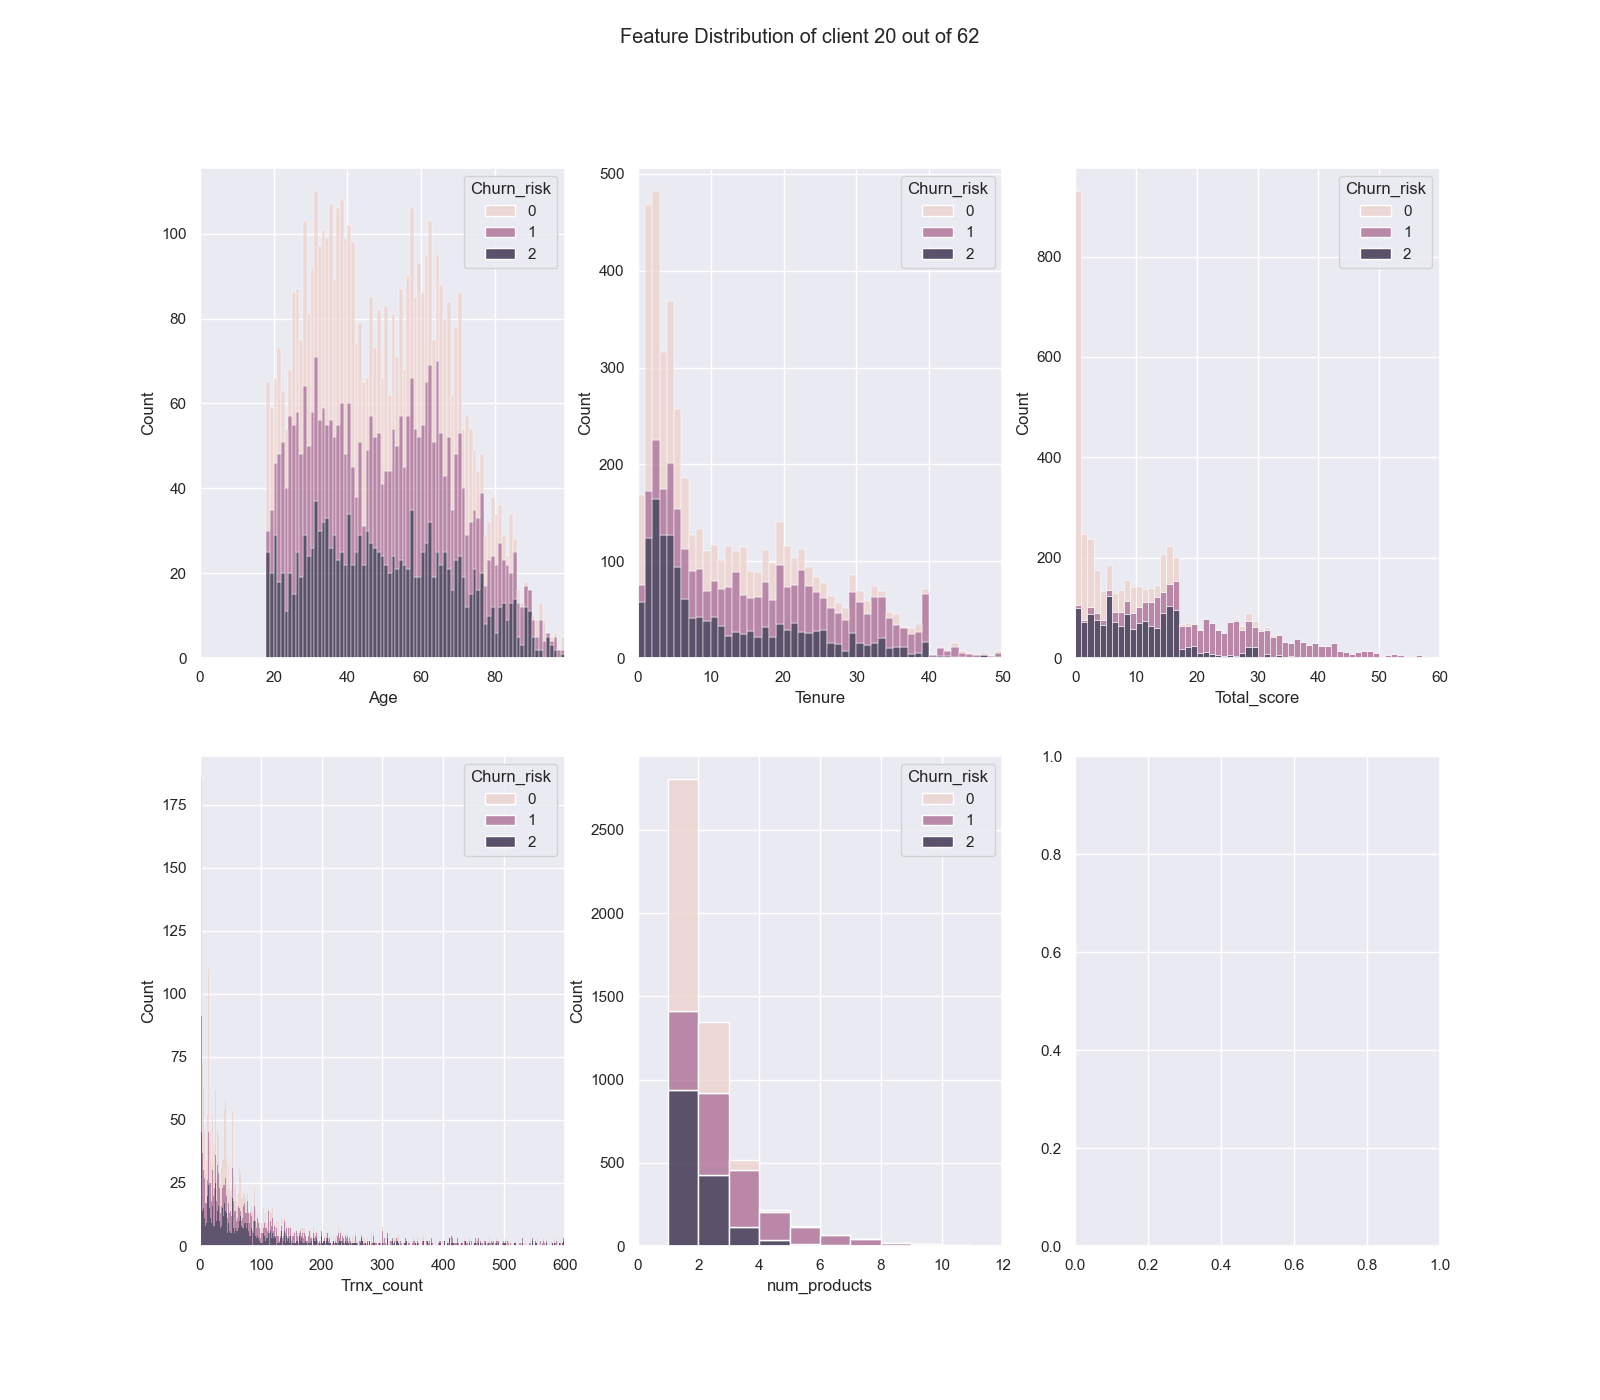 Feature Distribution of client 20 out of 62
Churn_risk
0
1
2
100
80
60
40
20
0
Count
0 20 40 60 80
Age
Churn_risk
0
1
2
500
400
300
200
100
0
Count
0 10 20 30 40 50
Tenure
Churn_risk
0
1
2
800
600
400
200
0
Count
0 10 20 30 40 50 60
Total_score
Churn_risk
0
1
2
175
150
125
100
75
50
25
0
Count
0 100 200 300 400 500 600
Trnx_count
Churn_risk
0
1
2
2500
2000
1500
1000
500
0
Count
0 2 4 6 8 10 12
num_products
1.0
0.8
0.6
0.4
0.2
0.0
0.0 0.2 0.4 0.6 0.8 1.0